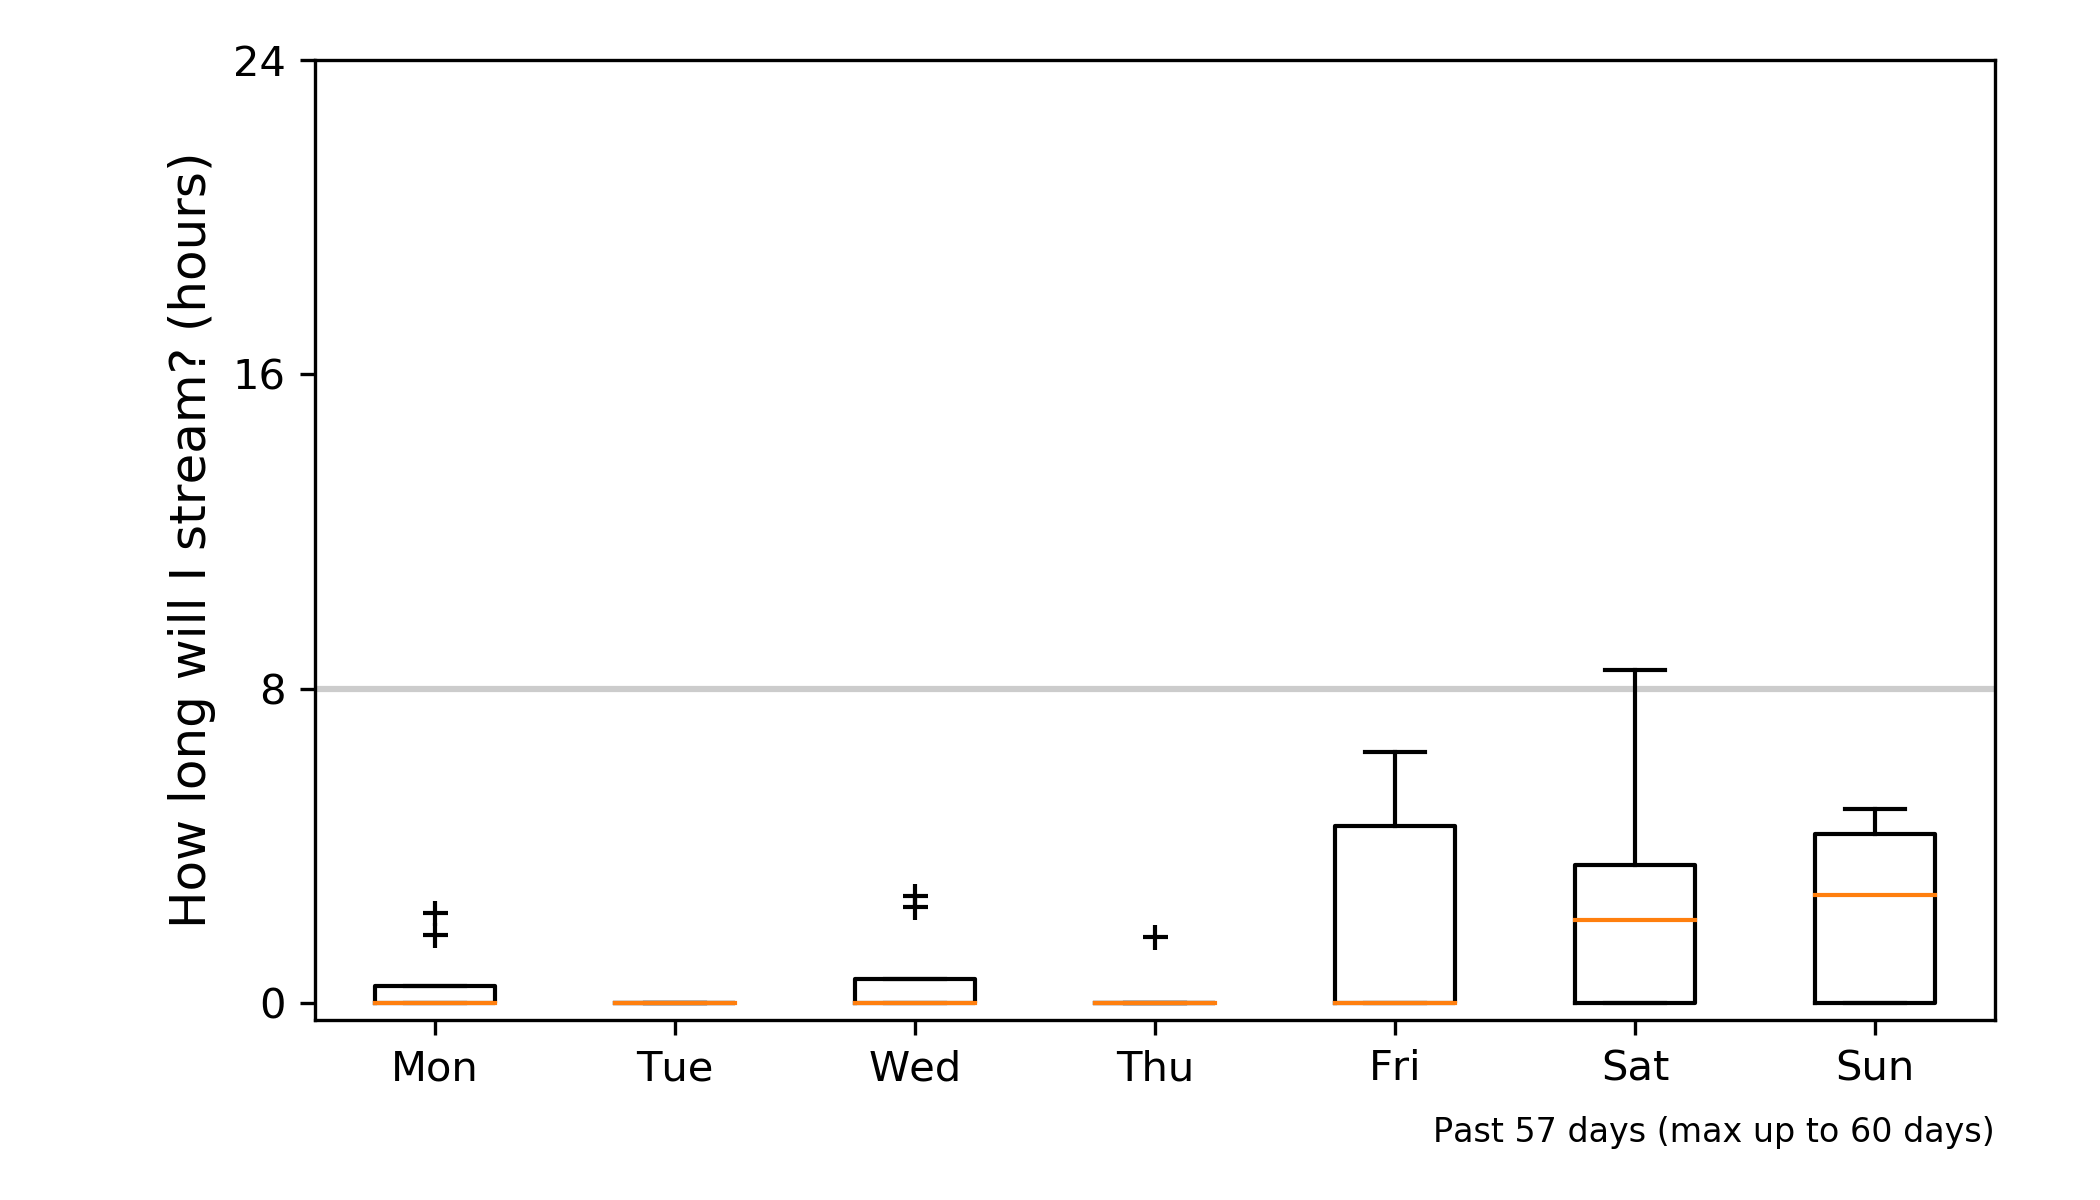 How long will I stream? (hours)
24
16
8
0
Mon Tue Wed Thu Fri Sat Sun
Past 57 days (max up to 60 days)